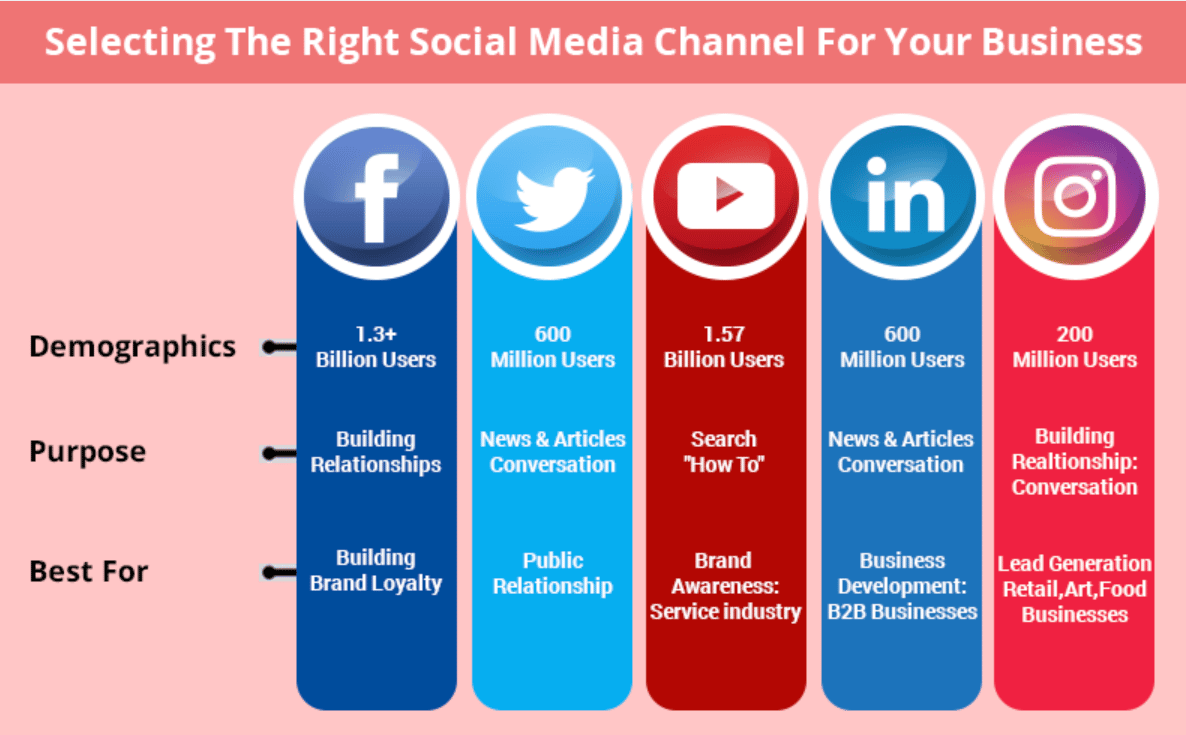 Selecting The Right Social Media Channel For Your Business
f
in
Demographics
1.3+
Billion Users
600
Million Users
1.57
Billion Users
600
Million Users
200
Million Users
Purpose
Building
Relationships
News & Articles
Conversation
Search
"How To"
News & Articles
Conversation
Building
Realtionship:
Conversation
Best For
Building
Brand Loyalty
Public
Relationship
Brand
Awareness:
Service industry
Business
Development:
B2B Businesses
Lead Generation
Retail,Art,Food
Businesses